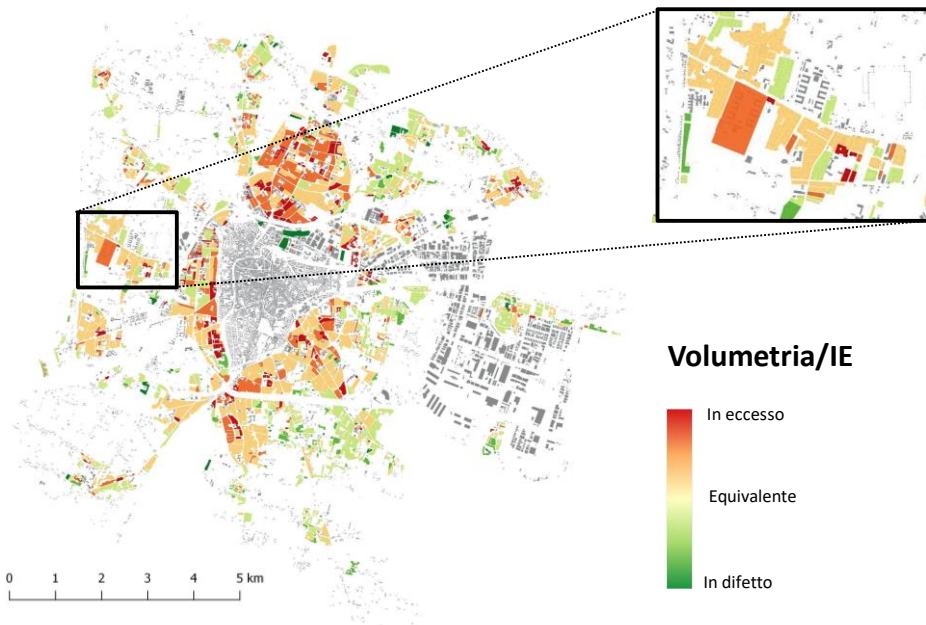 Volumetria/IE
In eccesso
Equivalente
In difetto
0 1 2 3 4 5 km